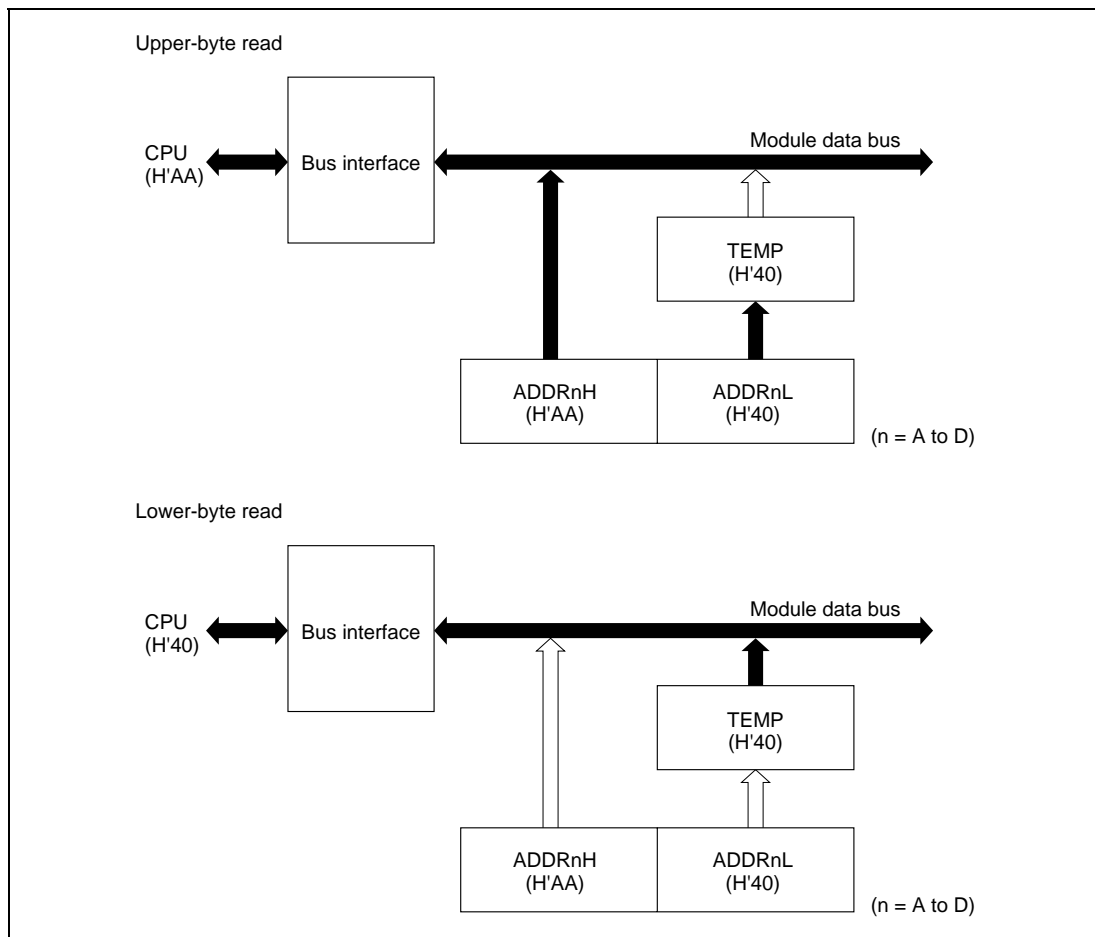 Upper-byte read
CPU
(H'AA)
Bus interface
Module data bus
TEMP
(H'40)
ADDRnH
(H'AA)
ADDRnL
(H'40)
(n = A to D)
Lower-byte read
CPU
(H'40)
Bus interface
Module data bus
TEMP
(H'40)
ADDRnH
(H'AA)
ADDRnL
(H'40)
(n = A to D)